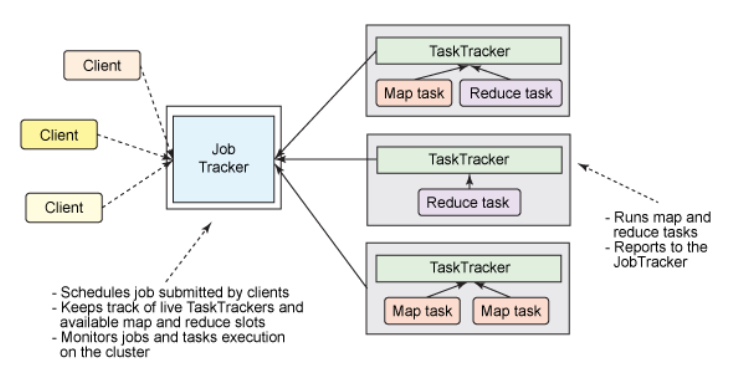 Client
Client
Client
Job
Tracker
TaskTracker
Map task
Reduce task
TaskTracker
Reduce task
TaskTracker
Map task
Map task
- Runs map and
reduce tasks
- Reports to the
JobTracker
- Schedules job submitted by clients
- Keeps track of live TaskTrackers and
available map and reduce slots
- Monitors jobs and tasks execution
on the cluster